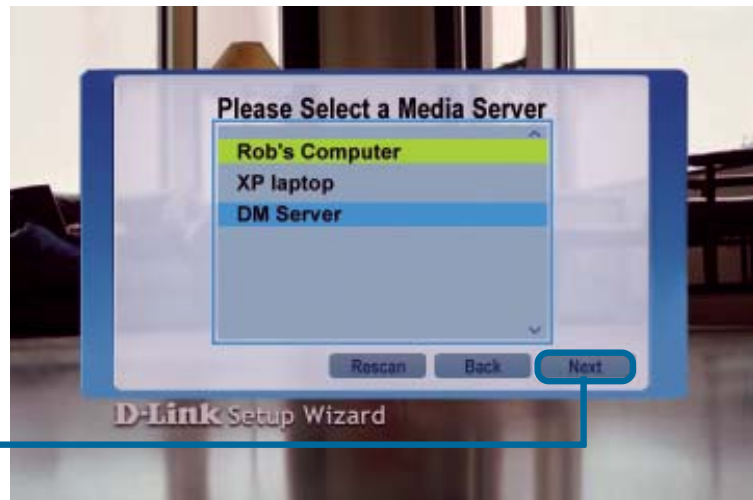 Please Select a Media Server
Rob's Computer
XP laptop
DM Server
Rescan Back Next
D-Link Setup Wizard